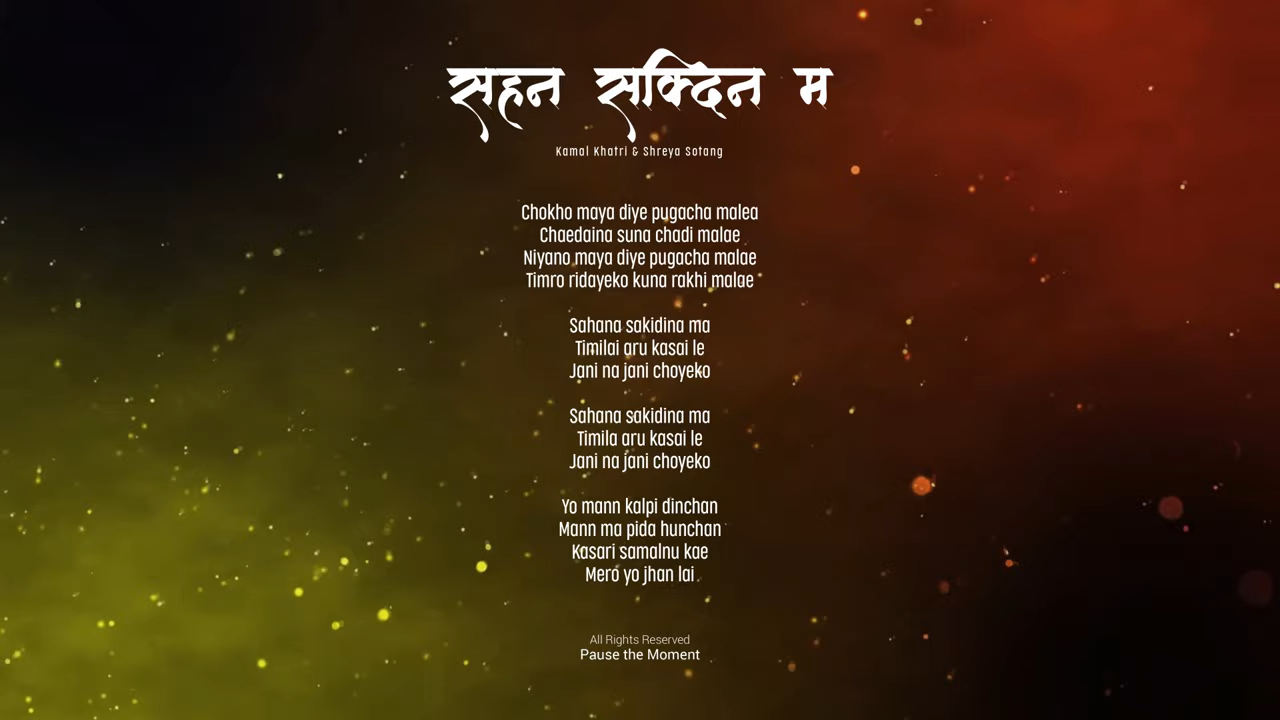 सहन सक्दिन म
Kamal Khatri & Shreya Sotang
Chokho maya diye pugacha malea
Chaedaina suna chadi malae
Niyano maya diye pugacha malae
Timro ridayeko kuna rakhi malae
Sahana sakidina ma
Timilai aru kasai le
Jani na jani choyeko
Sahana sakidina ma
Timila aru kasai le
Jani na jani choyeko
Yo mann kalpi dinchan
Mann ma pida hunchan
Kasari samalnu kae
Mero yo jhan lai
All Rights Reserved
Pause the Moment